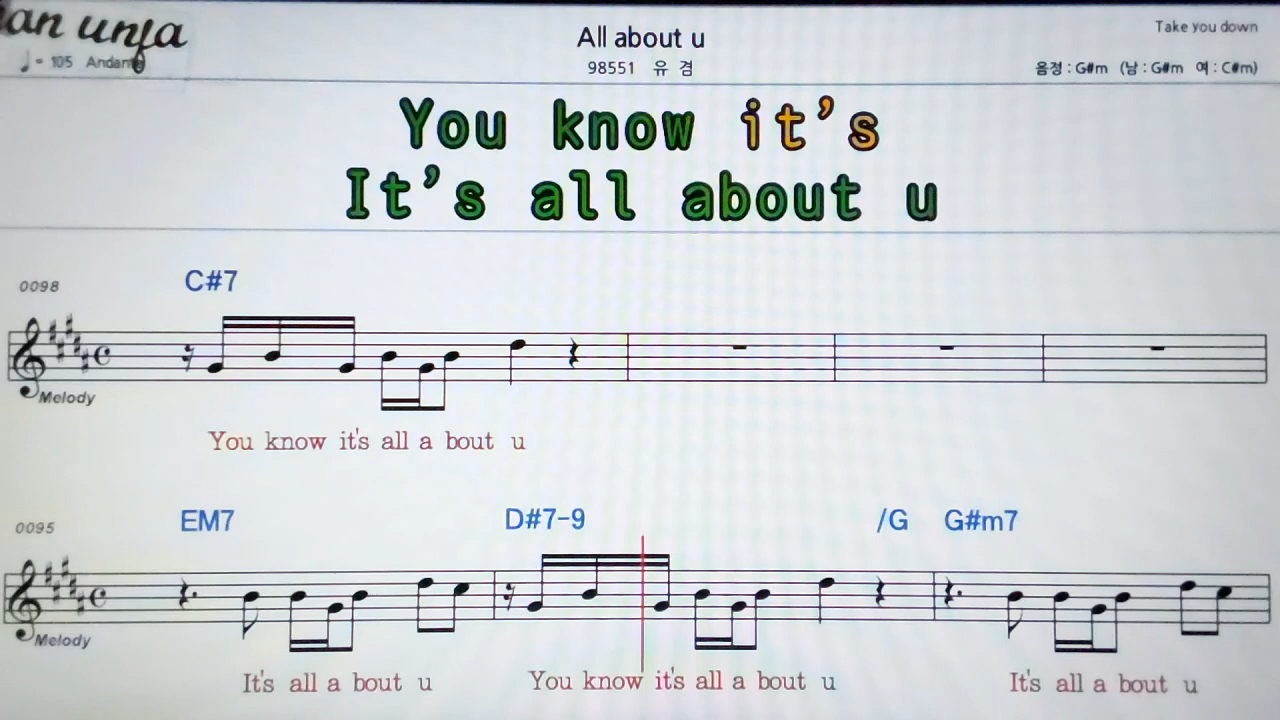 an unja
♩= 105 Andante
All about u
98551 유 겸
Take you down
음정 : G#m (남 : G#m 여 : C#m)
You know it's
It's all about u
0098
C#7
Melody
You know it's all a bout u
0095
EM7 D#7-9 /G G#m7
Melody
It's all a bout u You know it's all a bout u It's all a bout u